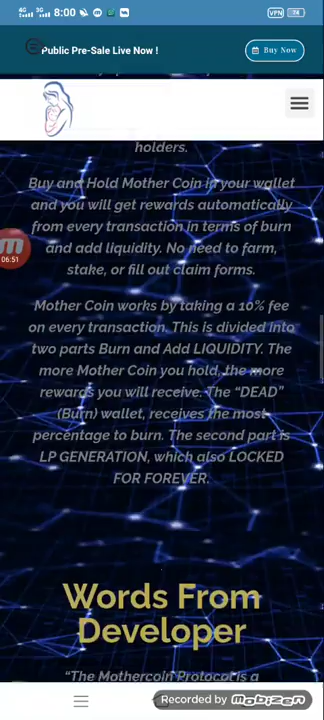 4G 3G 8:00 VPN 74
Public Pre-Sale Live Now ! Buy Now
holders.
Buy and Hold Mother Coin in your wallet
and you will get rewards automatically
from every transaction in terms of burn
and add liquidity. No need to farm,
stake, or fill out claim forms.
06:51
Mother Coin works by taking a 10% fee
on every transaction. This is divided into
two parts Burn and Add LIQUIDITY. The
more Mother Coin you hold, the more
rewards you will receive. The “DEAD”
(Burn) wallet, receives the most
percentage to burn. The second part is
LP GENERATION, which also LOCKED
FOR FOREVER.
Words From
Developer
“The Mothercoin Protocol is a
Recorded by Mobizen